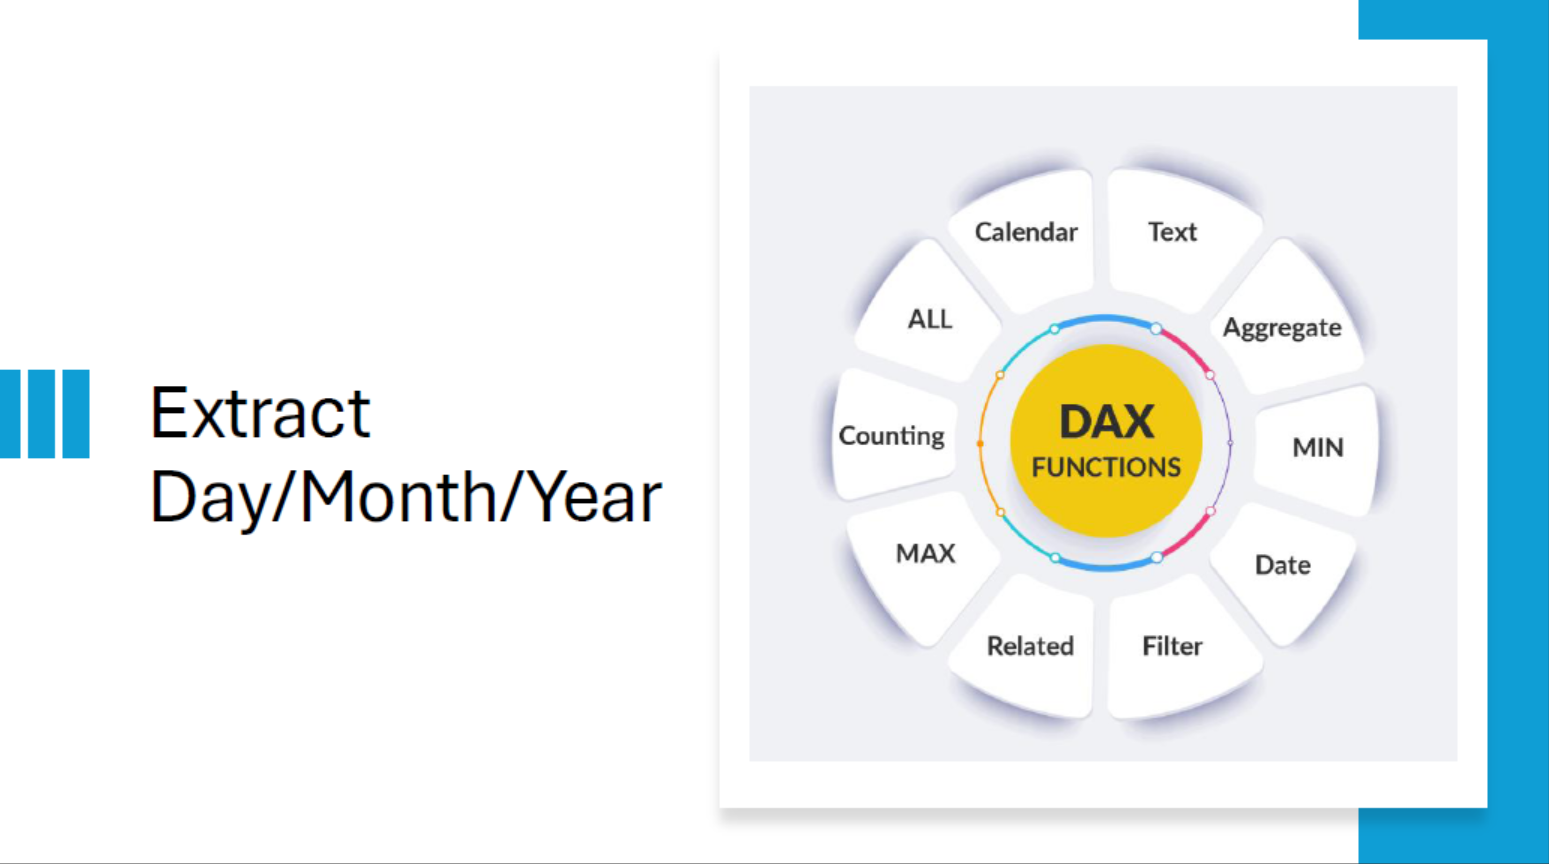 Extract
Day/Month/Year
Calendar
Text
ALL
Aggregate
Counting
DAX
FUNCTIONS
MIN
MAX
Date
Related
Filter